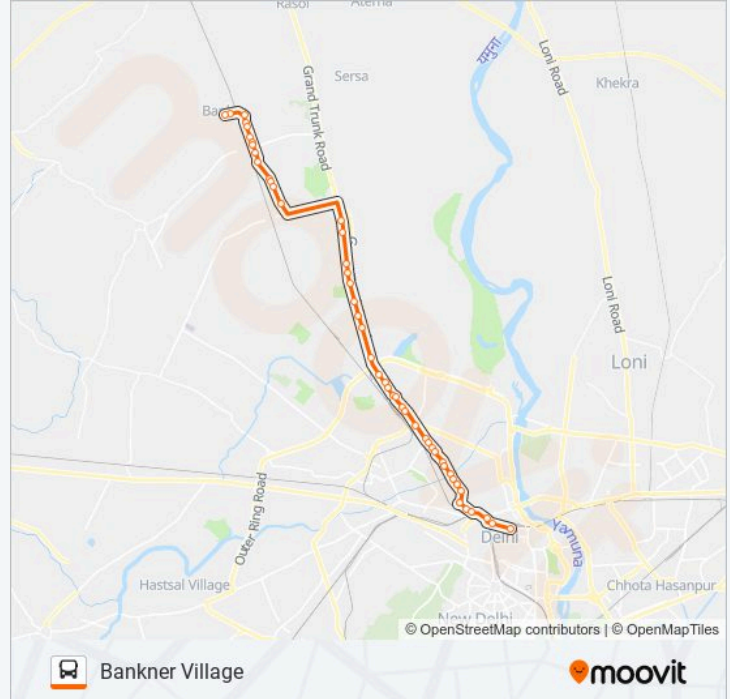 Rasoi
Aterna
Sersa
यमुना
Loni Road
Khekra
Grand Trunk Road
Loni Road
Loni
Outer Ring Road
Delhi
Yamuna
Hastsal Village
Chhota Hasanpur
New Delhi
© OpenStreetMap contributors | © OpenMapTiles
Bankner Village
moovit